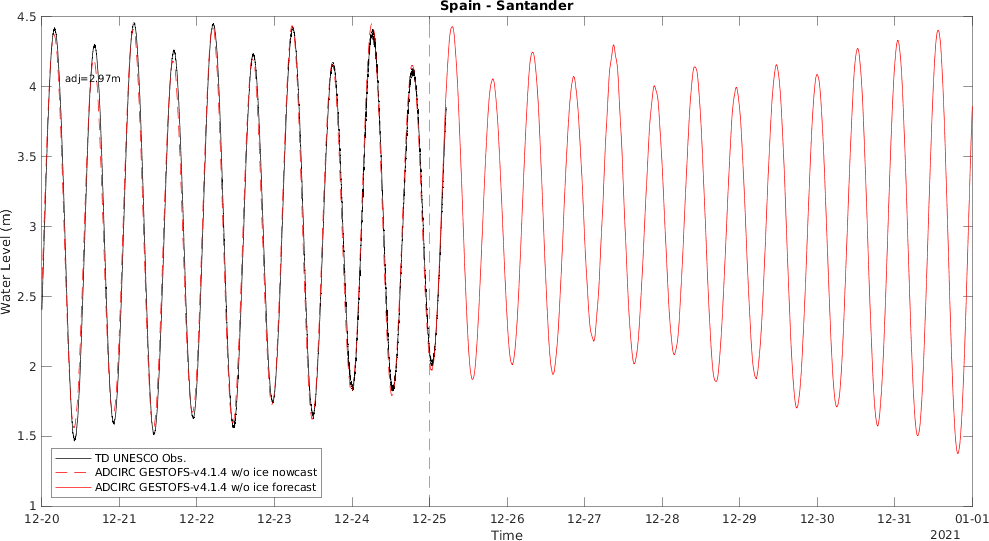 Spain - Santander
4.5
4
3.5
3
2.5
2
1.5
1
Water Level (m)
adj=2.97m
TD UNESCO Obs.
ADCIRC GESTOFS-v4.1.4 w/o ice nowcast
ADCIRC GESTOFS-v4.1.4 w/o ice forecast
12-20 12-21 12-22 12-23 12-24 12-25 12-26 12-27 12-28 12-29 12-30 12-31 01-01
Time
2021